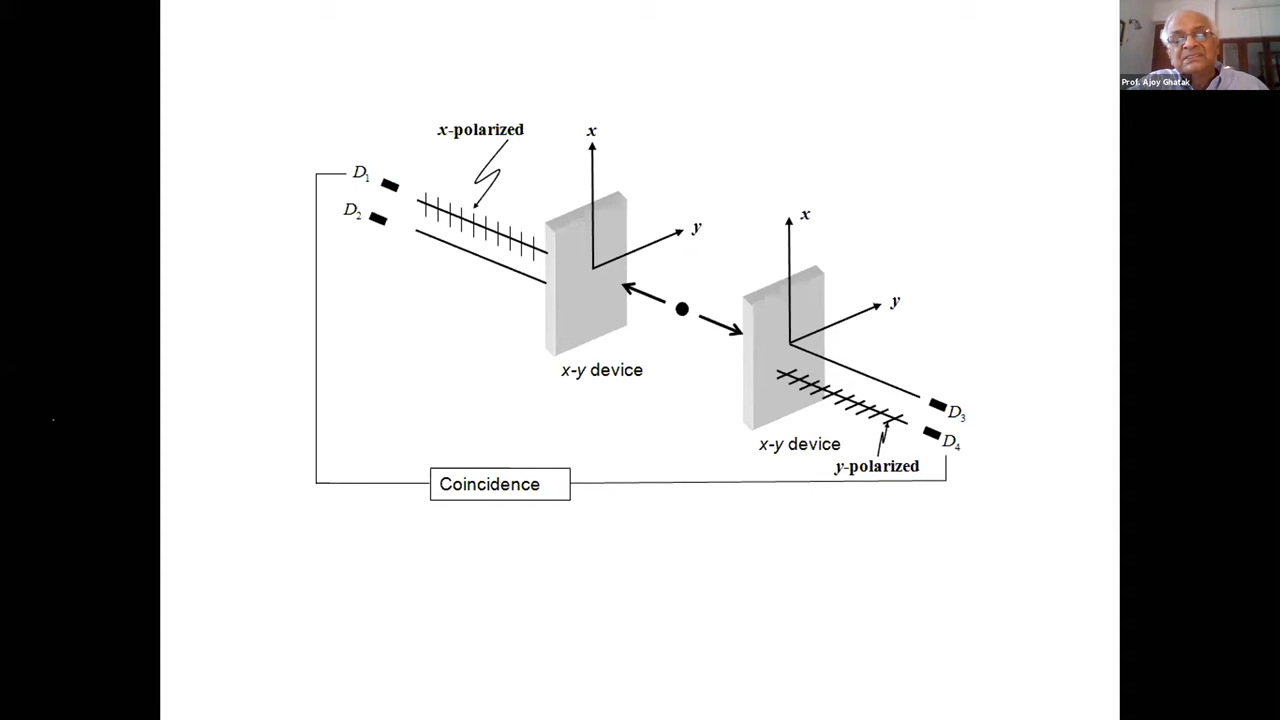 Prof. Ajoy Ghatak
x-polarized
x
D1
D2
y
x
y
x-y device
x-y device
D3
D4
y-polarized
Coincidence